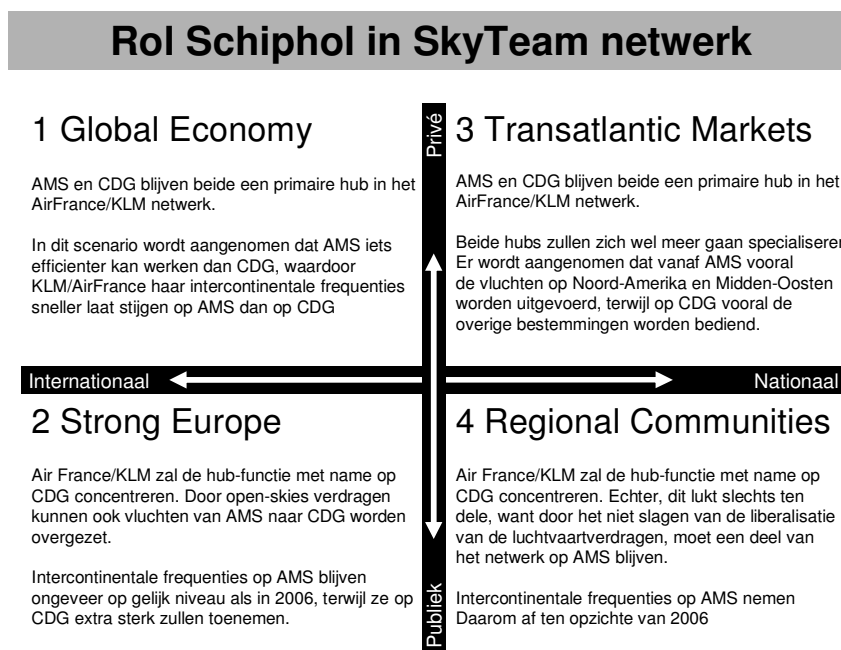 Rol Schiphol in SkyTeam netwerk
1 Global Economy
AMS en CDG blijven beide een primaire hub in het
AirFrance/KLM netwerk.
In dit scenario wordt aangenomen dat AMS iets
efficienter kan werken dan CDG, waardoor
KLM/AirFrance haar intercontinentale frequenties
sneller laat stijgen op AMS dan op CDG
Privé
3 Transatlantic Markets
AMS en CDG blijven beide een primaire hub in het
AirFrance/KLM netwerk.
Beide hubs zullen zich wel meer gaan specialiseren
Er wordt aangenomen dat vanaf AMS vooral
de vluchten op Noord-Amerika en Midden-Oosten
worden uitgevoerd, terwijl op CDG vooral de
overige bestemmingen worden bediend.
Internationaal
Nationaal
2 Strong Europe
Air France/KLM zal de hub-functie met name op
CDG concentreren. Door open-skies verdragen
kunnen ook vluchten van AMS naar CDG worden
overgezet.
Intercontinentale frequenties op AMS blijven
ongeveer op gelijk niveau als in 2006, terwijl ze op
CDG extra sterk zullen toenemen.
Publiek
4 Regional Communities
Air France/KLM zal de hub-functie met name op
CDG concentreren. Echter, dit lukt slechts ten
dele, want door het niet slagen van de liberalisatie
van de luchtvaartverdragen, moet een deel van
het netwerk op AMS blijven.
Intercontinentale frequenties op AMS nemen
Daarom af ten opzichte van 2006